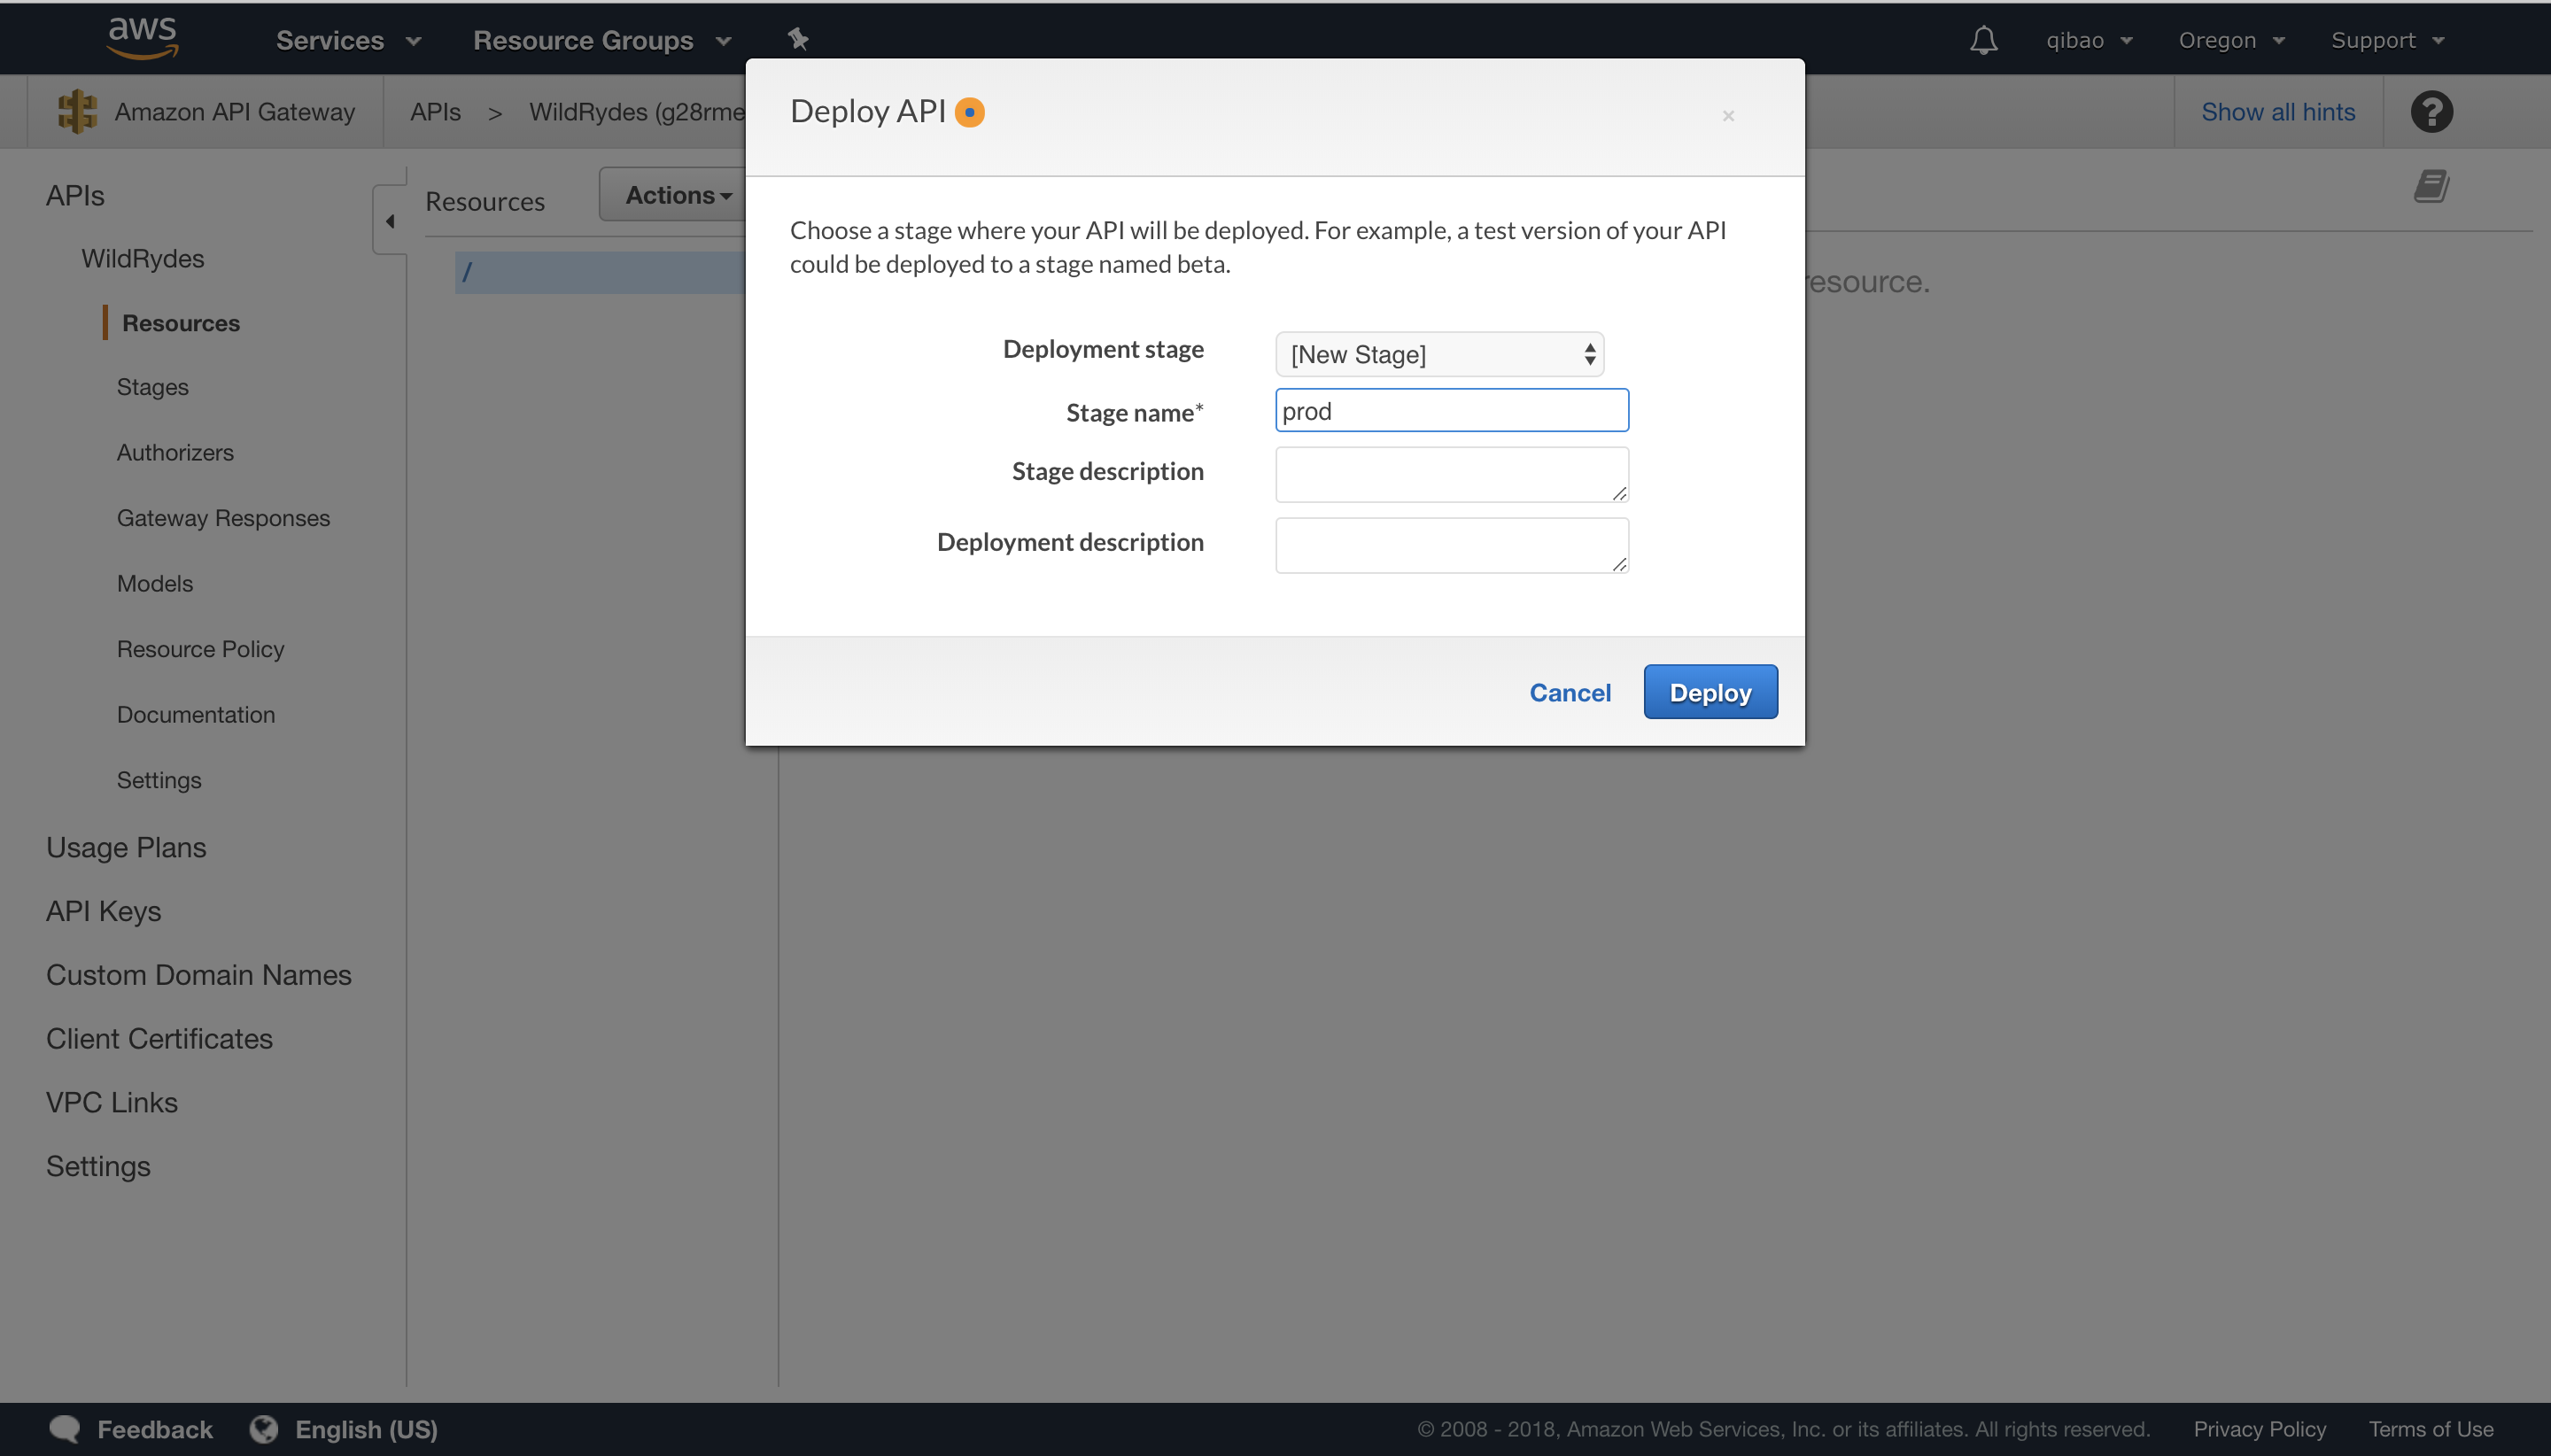 aws
Services
Resource Groups
qibao
Oregon
Support
Amazon API Gateway
APIs
>
WildRydes (g28rme
Show all hints
?
Deploy API
×
Choose a stage where your API will be deployed. For example, a test version of your API
could be deployed to a stage named beta.
Deployment stage
[New Stage]
Stage name*
prod
Stage description
Deployment description
Cancel
Deploy
APIs
WildRydes
Resources
Stages
Authorizers
Gateway Responses
Models
Resource Policy
Documentation
Settings
Usage Plans
API Keys
Custom Domain Names
Client Certificates
VPC Links
Settings
Resources
Actions
/
resource.
Feedback
English (US)
© 2008 - 2018, Amazon Web Services, Inc. or its affiliates. All rights reserved.
Privacy Policy
Terms of Use